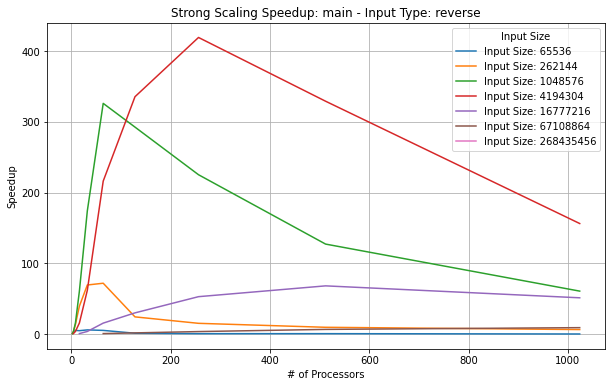 Strong Scaling Speedup: main - Input Type: reverse
Input Size
Input Size: 65536
Input Size: 262144
Input Size: 1048576
Input Size: 4194304
Input Size: 16777216
Input Size: 67108864
Input Size: 268435456
Speedup
400
300
200
100
0
0 200 400 600 800 1000
# of Processors